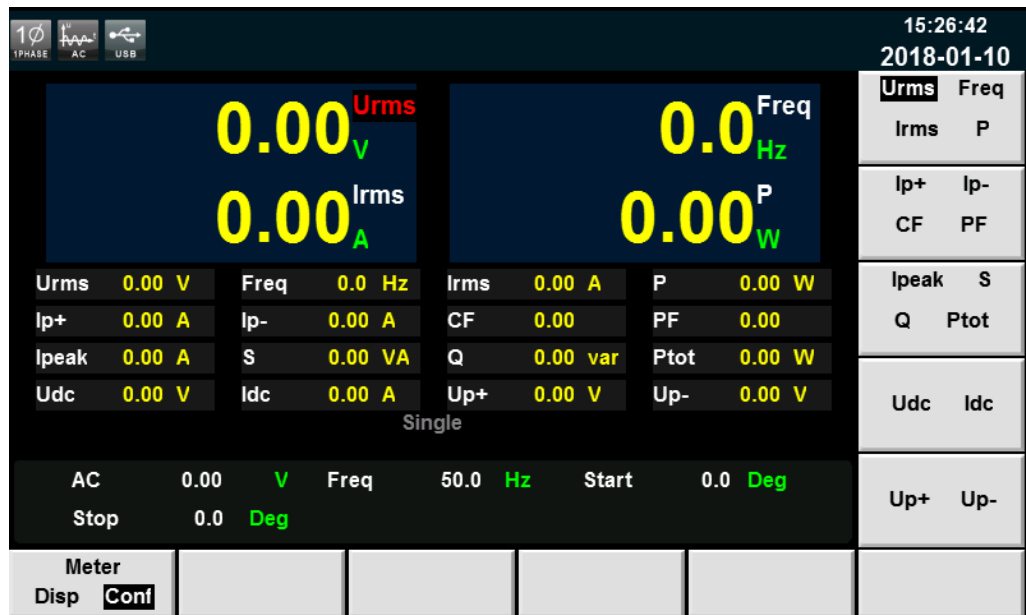 1Ø u t 15:26:42
1PHASE AC USB 2018-01-10
0.00 Urms V 0.0 Freq Hz
0.00 Irms A 0.00 P W
Urms 0.00 V Freq 0.0 Hz Irms 0.00 A P 0.00 W
Ip+ 0.00 A Ip- 0.00 A CF 0.00 PF 0.00
Ipeak 0.00 A S 0.00 VA Q 0.00 var Ptot 0.00 W
Udc 0.00 V Idc 0.00 A Up+ 0.00 V Up- 0.00 V
Single
AC 0.00 V Freq 50.0 Hz Start 0.0 Deg
Stop 0.0 Deg
Urms Freq
Irms P
Ip+ Ip-
CF PF
Ipeak S
Q Ptot
Udc Idc
Up+ Up-
Meter
Disp Conf